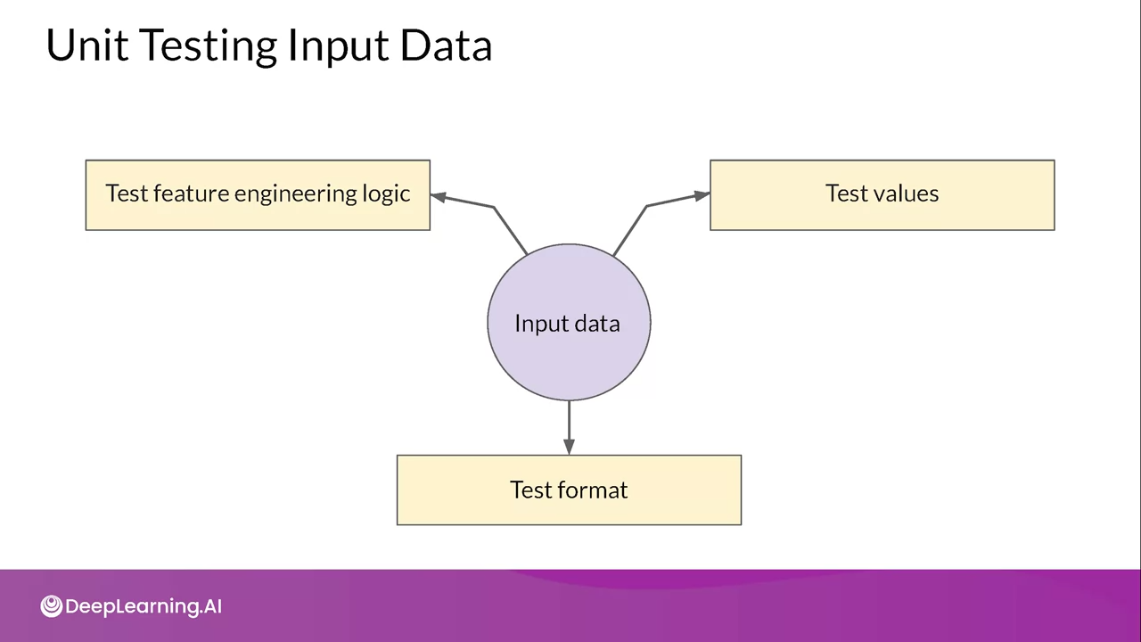 Unit Testing Input Data
Test feature engineering logic
Test values
Input data
Test format
DeepLearning.AI